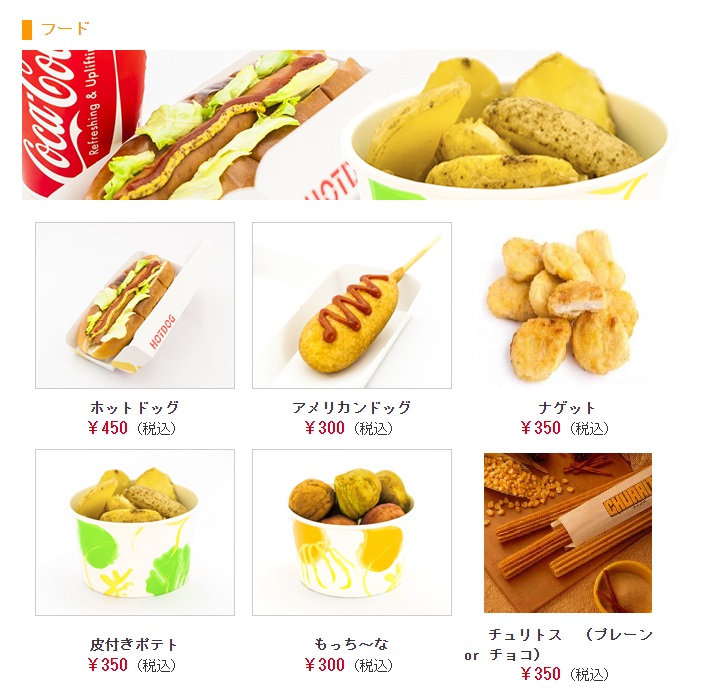 フード
Coca-Cola
Refreshing & Uplifting
HOTD
HOTDOG
ホットドッグ
￥450（税込）
アメリカンドッグ
￥300（税込）
ナゲット
￥350（税込）
CHURRI
皮付きポテト
￥350（税込）
もっち～な
￥300（税込）
チュリトス　（プレーン
or チョコ）
￥350（税込）